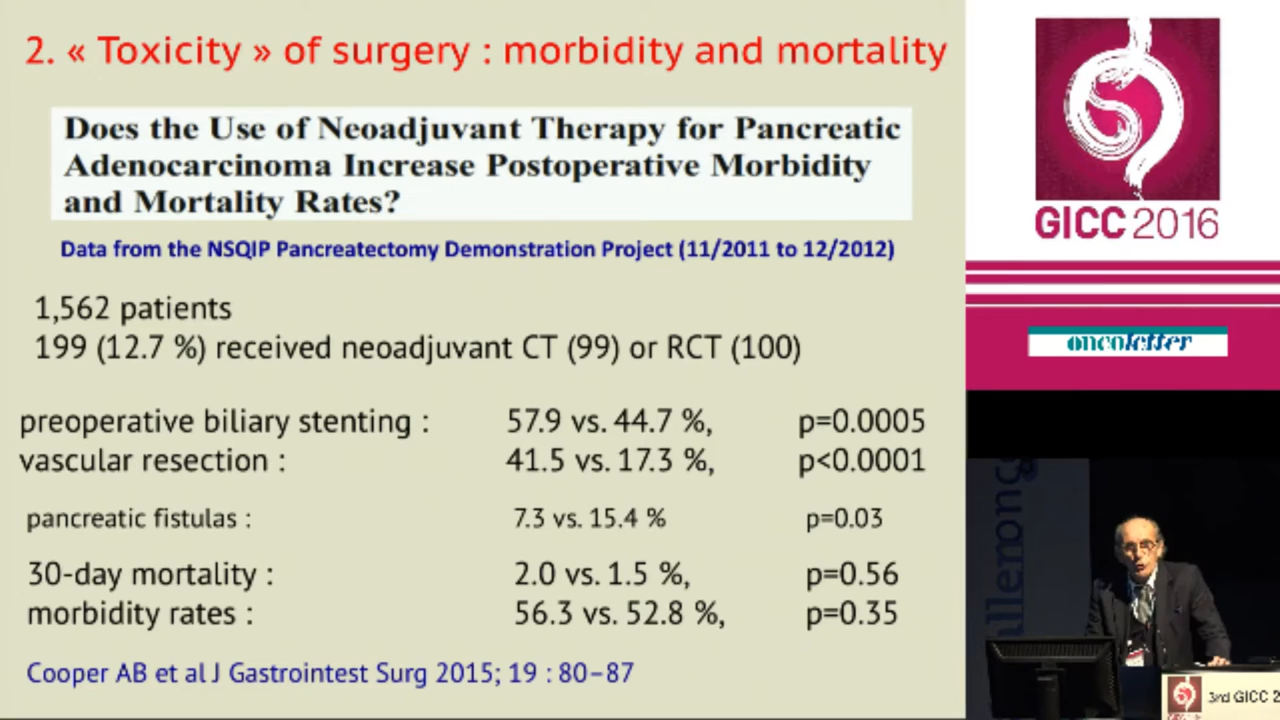 2. « Toxicity » of surgery : morbidity and mortality
Does the Use of Neoadjuvant Therapy for Pancreatic
Adenocarcinoma Increase Postoperative Morbidity
and Mortality Rates?
Data from the NSQIP Pancreatectomy Demonstration Project (11/2011 to 12/2012)
1,562 patients
199 (12.7 %) received neoadjuvant CT (99) or RCT (100)
preoperative biliary stenting : 57.9 vs. 44.7 %, p=0.0005
vascular resection : 41.5 vs. 17.3 %, p<0.0001
pancreatic fistulas : 7.3 vs. 15.4 % p=0.03
30-day mortality : 2.0 vs. 1.5 %, p=0.56
morbidity rates : 56.3 vs. 52.8 %, p=0.35
Cooper AB et al J Gastrointest Surg 2015; 19 : 80–87
GICC 2016
oncoletter
3rd GICC 2